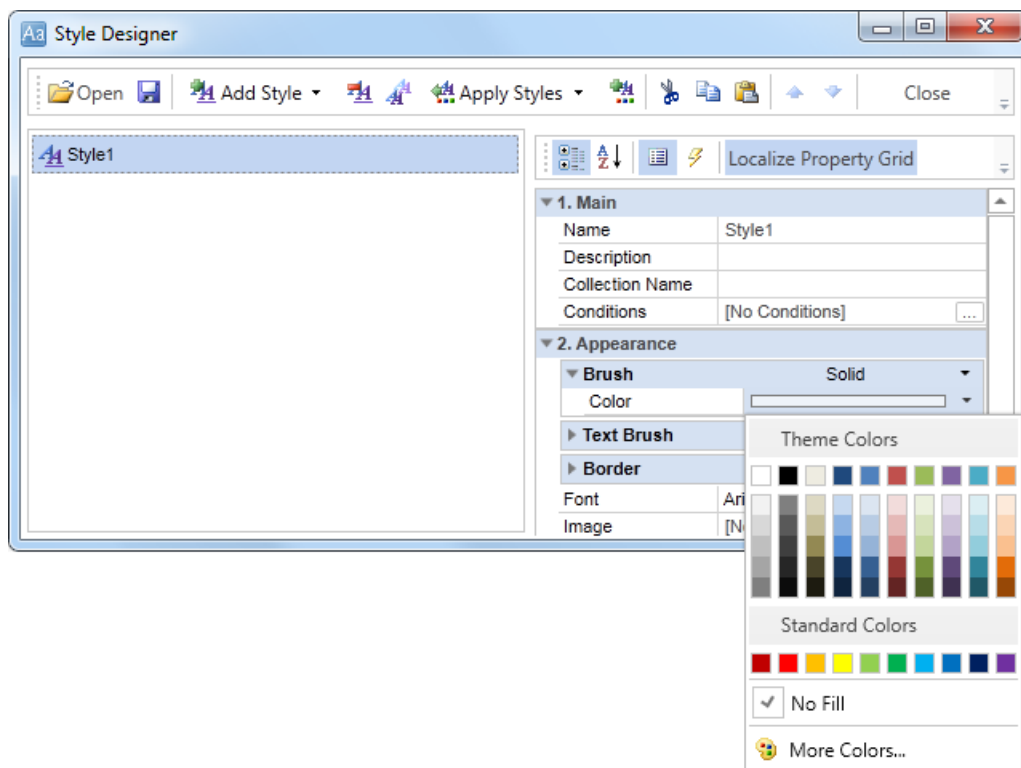 Aa Style Designer
Open Add Style Apply Styles Close
Style1
A Z Localize Property Grid
1. Main
Name Style1
Description
Collection Name
Conditions [No Conditions] ...
2. Appearance
Brush Solid
Color
Text Brush
Border
Font Ari
Image
Theme Colors
Standard Colors
No Fill
More Colors...